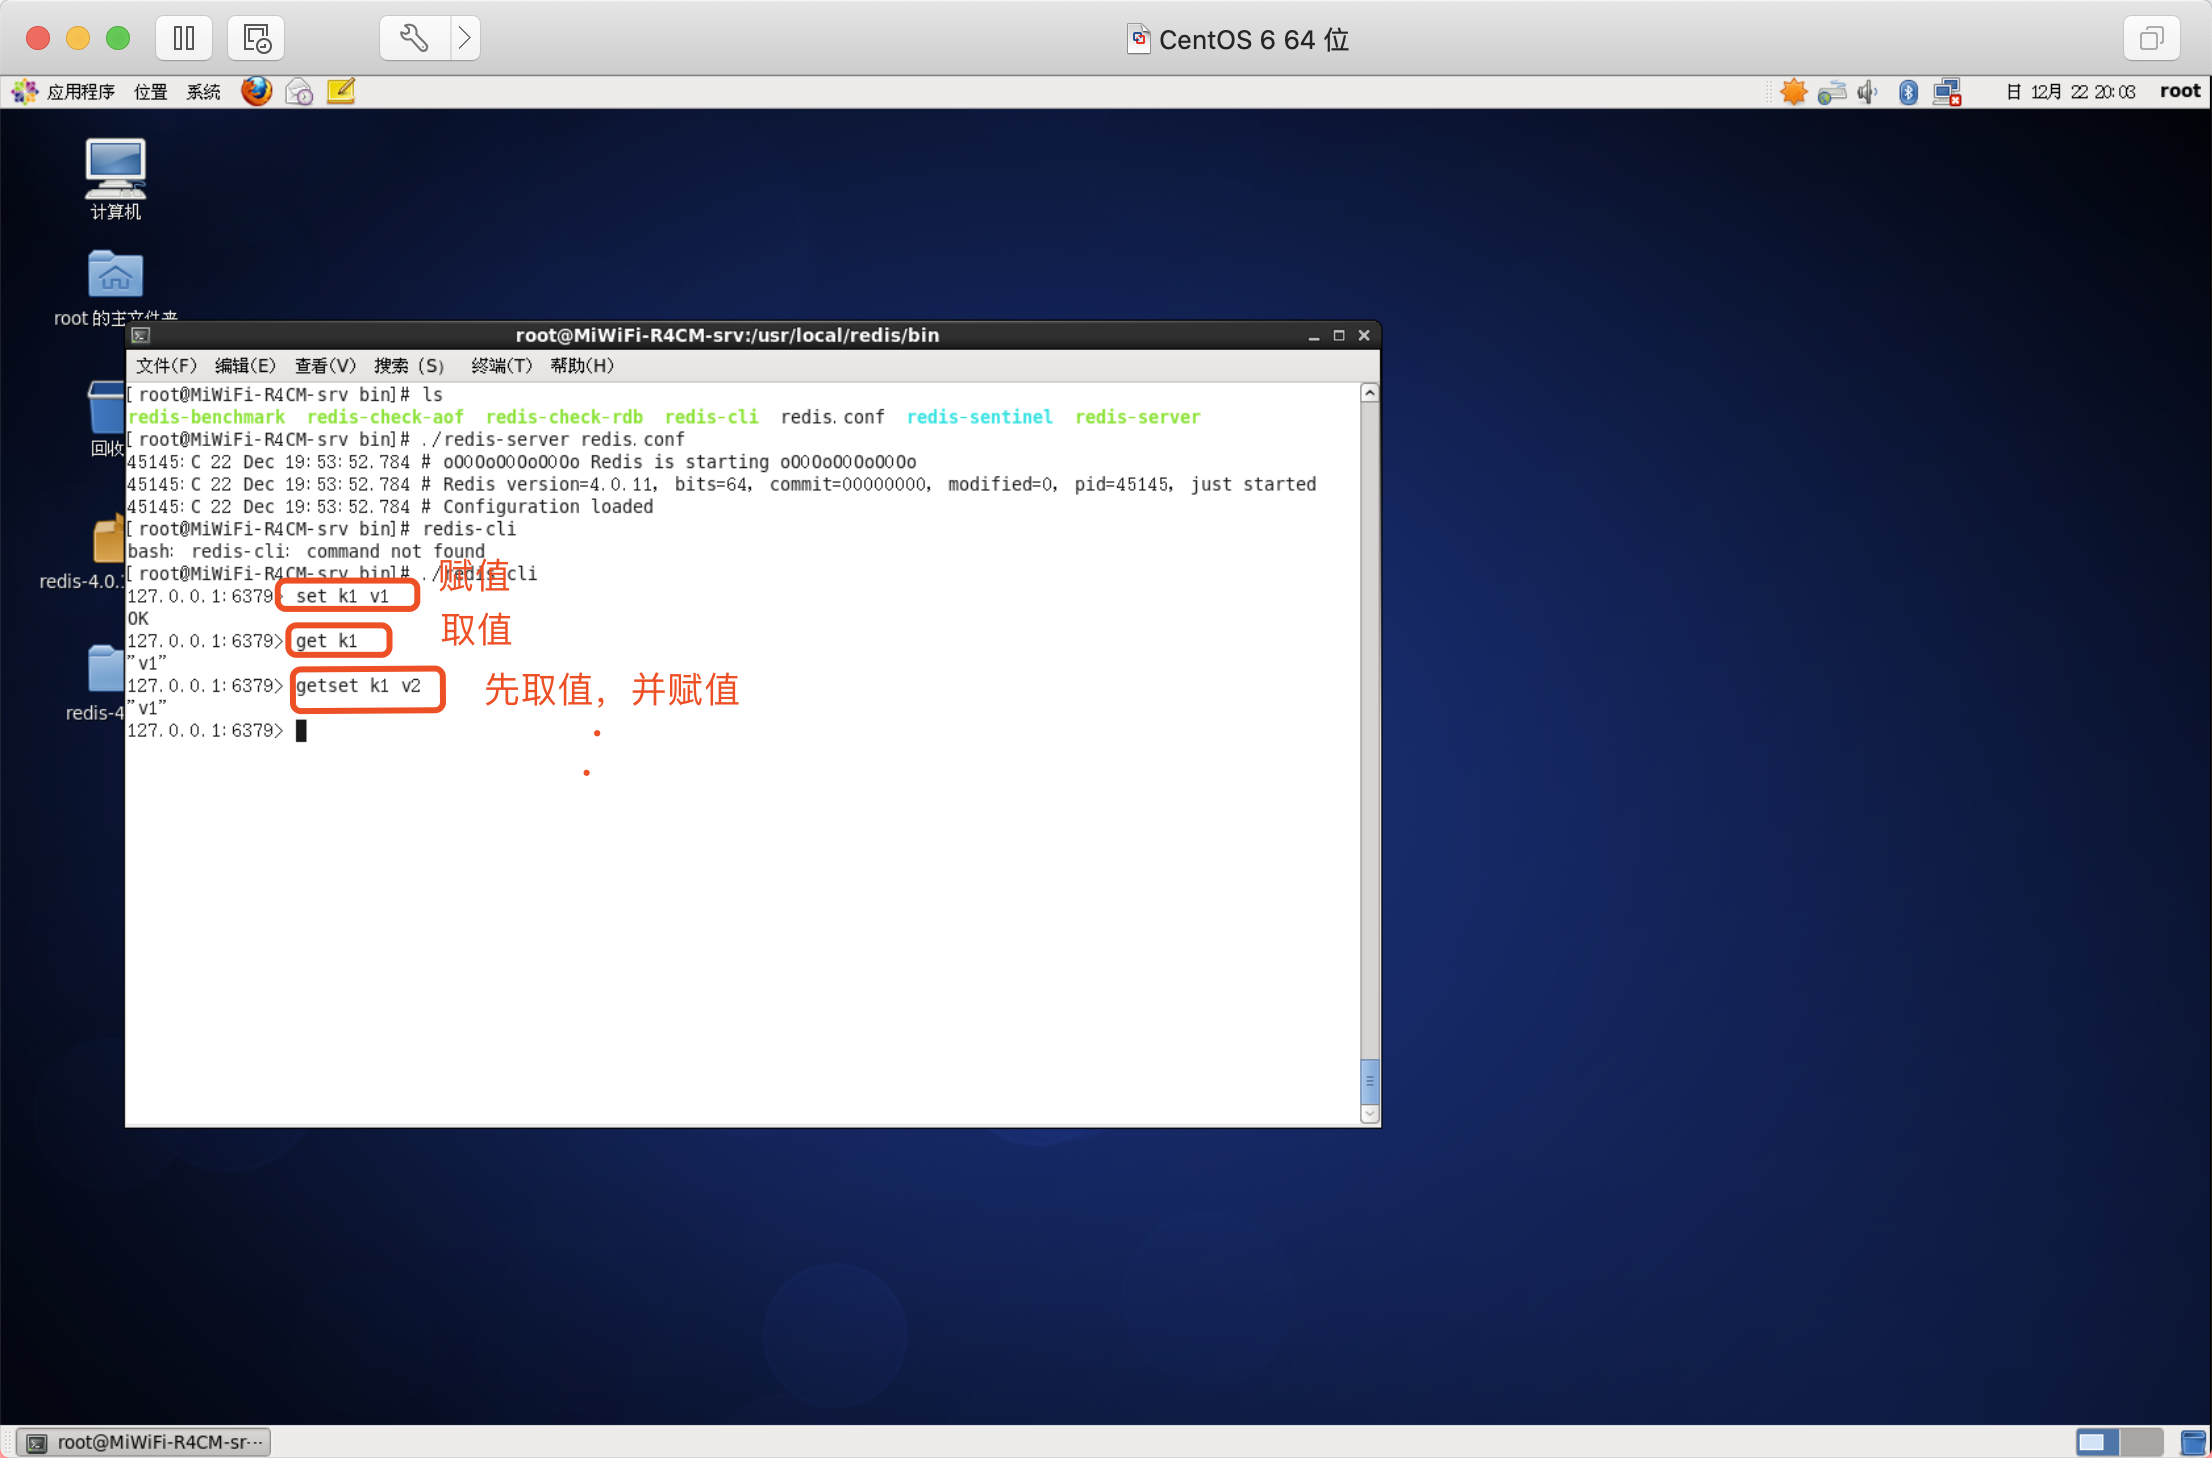 CentOS 6 64 位
应用程序 位置 系统 日 12月 22 20:03 root
计算机
root 的主文件夹
root@MiWiFi-R4CM-srv:/usr/local/redis/bin
文件(F) 编辑(E) 查看(V) 搜索 (S) 终端(T) 帮助(H)
[root@MiWiFi-R4CM-srv bin]# ls
redis-benchmark redis-check-aof redis-check-rdb redis-cli redis.conf redis-sentinel redis-server
[root@MiWiFi-R4CM-srv bin]# ./redis-server redis.conf
回收
45145:C 22 Dec 19:53:52.784 # oO0OoO0OoO0Oo Redis is starting oO0OoO0OoO0Oo
45145:C 22 Dec 19:53:52.784 # Redis version=4.0.11, bits=64, commit=00000000, modified=0, pid=45145, just started
45145:C 22 Dec 19:53:52.784 # Configuration loaded
[root@MiWiFi-R4CM-srv bin]# redis-cli
bash: redis-cli: command not found
[root@MiWiFi-R4CM-srv bin]# ./redis-cli
赋值
redis-4.0.1
127.0.0.1:6379> set k1 v1
OK
取值
127.0.0.1:6379> get k1
"v1"
127.0.0.1:6379> getset k1 v2
先取值，并赋值
"v1"
redis-4
127.0.0.1:6379>
root@MiWiFi-R4CM-sr...